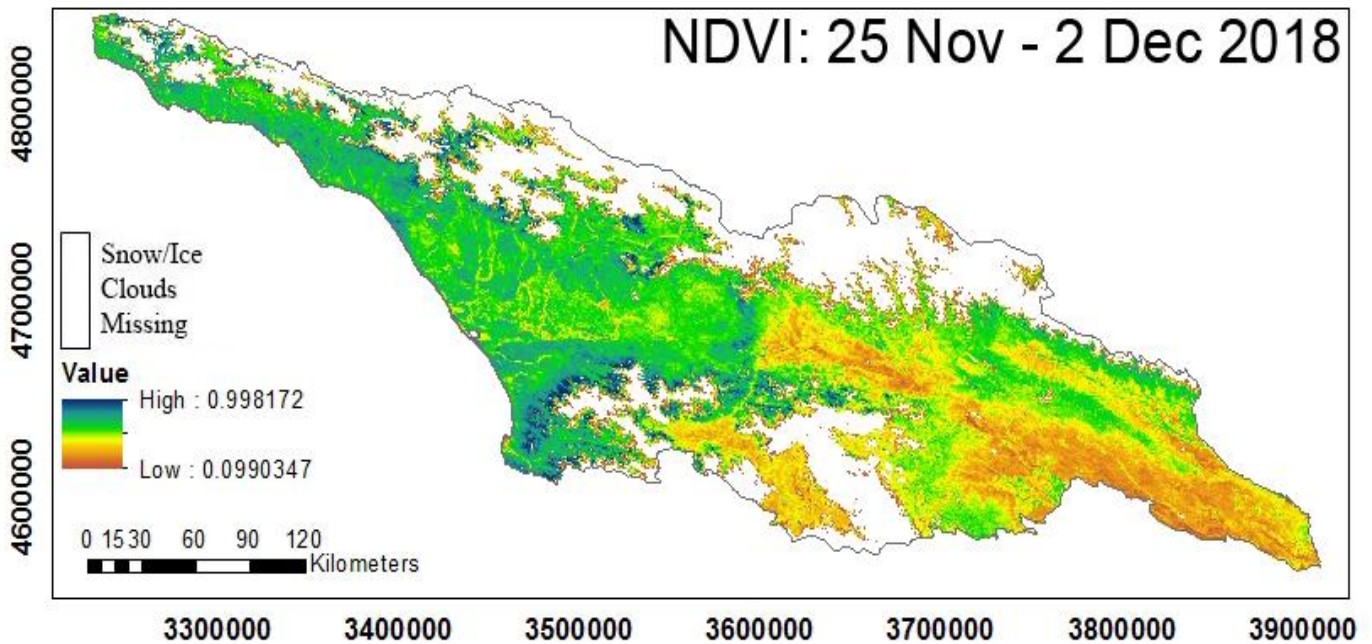 NDVI: 25 Nov - 2 Dec 2018
4800000
4700000
4600000
Snow/Ice
Clouds
Missing
Value
High : 0.998172
Low : 0.0990347
0 15 30 60 90 120
Kilometers
3300000 3400000 3500000 3600000 3700000 3800000 3900000